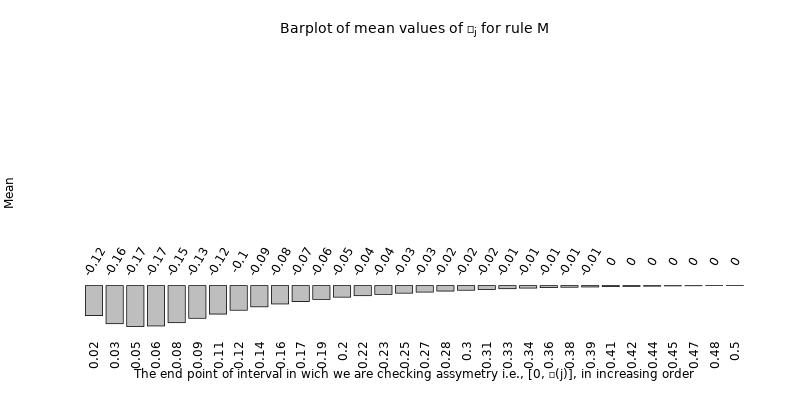 Barplot of mean values of □j for rule M
Mean
-0.12 -0.16 -0.17 -0.17 -0.15 -0.13 -0.12 -0.1 -0.09 -0.08 -0.07 -0.06 -0.05 -0.04 -0.04 -0.03 -0.03 -0.02 -0.02 -0.02 -0.01 -0.01 -0.01 -0.01 -0.01 0 0 0 0 0 0 0
0.02 0.03 0.05 0.06 0.08 0.09 0.11 0.12 0.14 0.16 0.17 0.19 0.2 0.22 0.23 0.25 0.27 0.28 0.3 0.31 0.33 0.34 0.36 0.38 0.39 0.41 0.42 0.44 0.45 0.47 0.48 0.5
The end point of interval in wich we are checking assymetry i.e., [0, □(j)], in increasing order